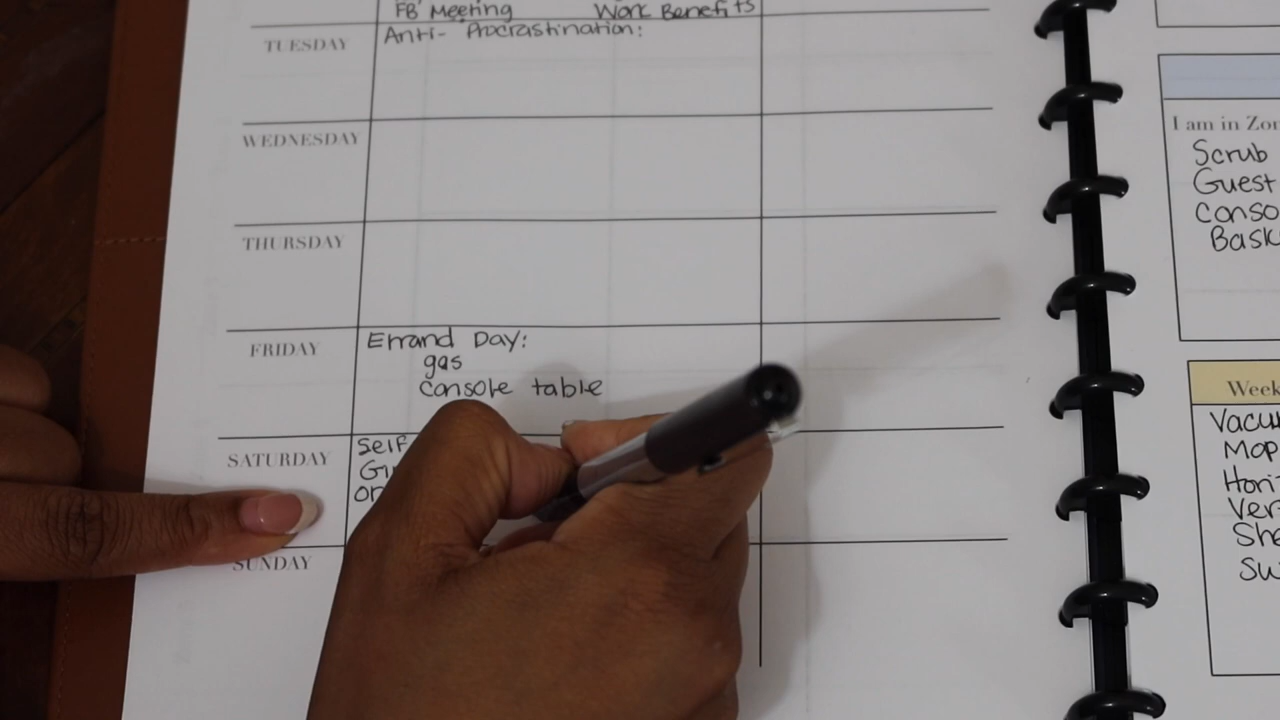 FB Meeting Work Benefits
TUESDAY
Anti- Procrastination:
WEDNESDAY
THURSDAY
FRIDAY
Errand Day:
gas
console table
SATURDAY
Self
SUNDAY
I am in
Scrub
Guest
Week
Mop